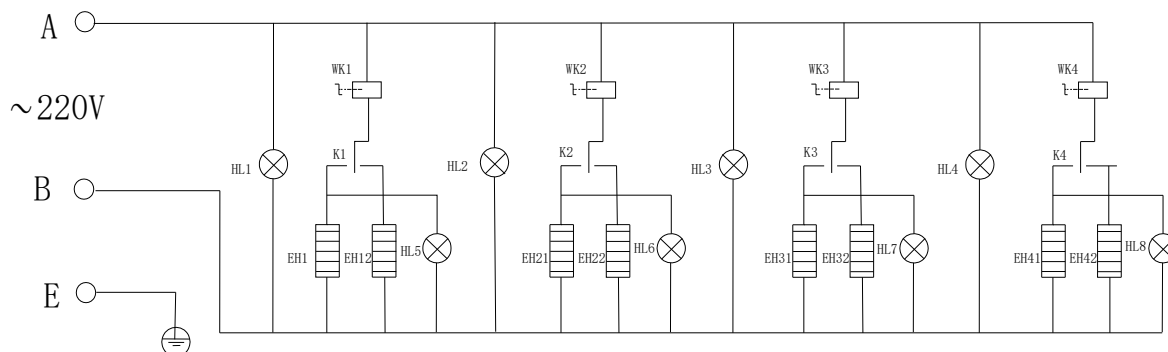 A
WK1
WK2
WK3
WK4
~220V
K1
K2
K3
K4
HL1
HL2
HL3
HL4
B
EH1
EH12
HL5
EH21
EH22
HL6
EH31
EH32
HL7
EH41
EH42
HL8
E